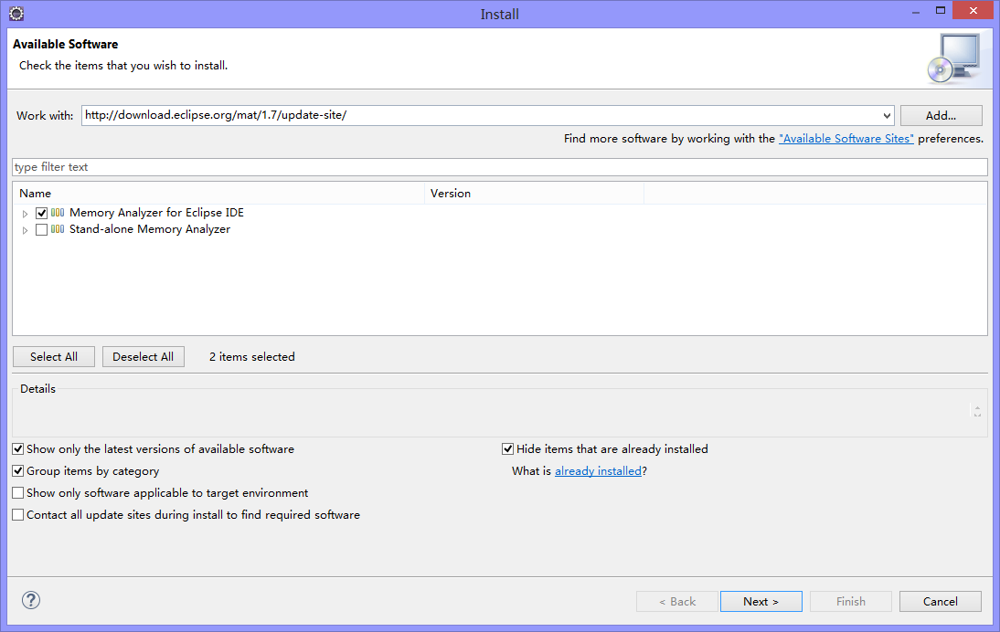 Install
Available Software
Check the items that you wish to install.
Work with: http://download.eclipse.org/mat/1.7/update-site/ Add...
Find more software by working with the "Available Software Sites" preferences.
type filter text
Name Version
Memory Analyzer for Eclipse IDE
Stand-alone Memory Analyzer
Select All Deselect All 2 items selected
Details
Show only the latest versions of available software Hide items that are already installed
Group items by category What is already installed?
Show only software applicable to target environment
Contact all update sites during install to find required software
? < Back Next > Finish Cancel